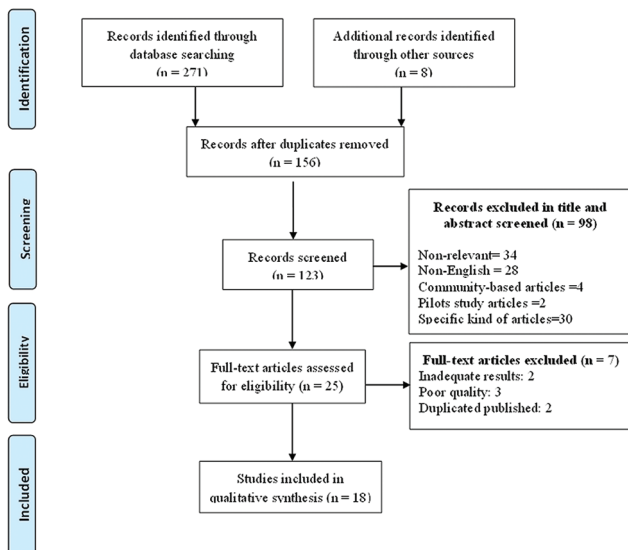 Identification
Records identified through
database searching
(n = 271)
Additional records identified
through other sources
(n = 8)
Records after duplicates removed
(n = 156)
Screening
Records excluded in title and
abstract screened (n = 98)
Non-relevant= 34
Non-English = 28
Community-based articles =4
Pilots study articles =2
Specific kind of articles=30
Records screened
(n = 123)
Eligibility
Full-text articles assessed
for eligibility (n = 25)
Full-text articles excluded (n = 7)
Inadequate results: 2
Poor quality: 3
Duplicated published: 2
Included
Studies included in
qualitative synthesis (n = 18)